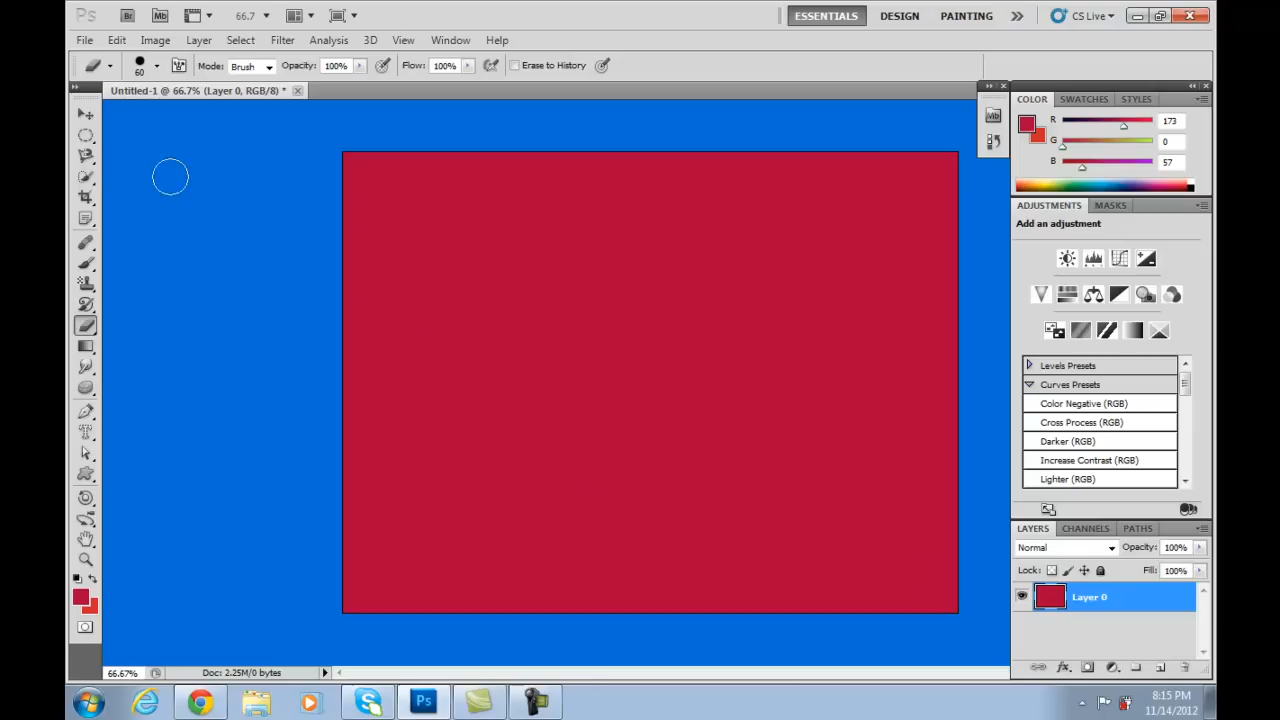 Ps Br Mb 66.7 ESSENTIALS DESIGN PAINTING CS Live
File Edit Image Layer Select Filter Analysis 3D View Window Help
60 Mode: Brush Opacity: 100% Flow: 100% Erase to History
Untitled-1 @ 66.7% (Layer 0, RGB/8) *
COLOR SWATCHES STYLES
Mb
R 173
G 0
B 57
ADJUSTMENTS MASKS
Add an adjustment
Levels Presets
Curves Presets
Color Negative (RGB)
Cross Process (RGB)
Darker (RGB)
Increase Contrast (RGB)
Lighter (RGB)
LAYERS CHANNELS PATHS
Normal Opacity: 100%
Lock: Fill: 100%
Layer 0
66.67% Doc: 2.25M/0 bytes
Ps
8:15 PM
11/14/2012